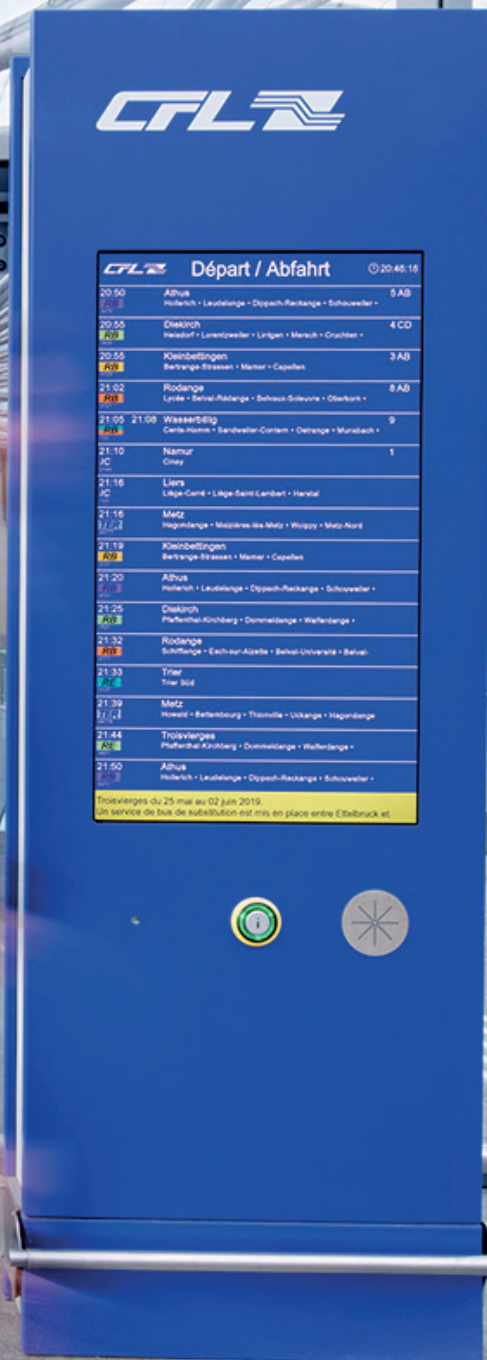 CFL
CFL Départ / Abfahrt 20:46:18
20:50 Athus 5 AB
RB Hollerich • Leudelange • Dippach-Reckange • Schouweiler •
20:55 Diekirch 4 CD
RB Heisdorf • Lorentzweiler • Lintgen • Mersch • Cruchten •
20:55 Kleinbettingen 3 AB
RB Bertrange-Strassen • Mamer • Capellen
21:02 Rodange 8 AB
RB Lycée • Belval-Rédange • Belvaux-Soleuvre • Oberkorn •
21:05 21:08 Wasserbillig 9
RB Cents-Hamm • Sandweiler-Contern • Oetrange • Munsbach •
21:10 Namur 1
IC Ciney
21:16 Liers
IC Liège-Carré • Liège-Saint-Lambert • Herstal
21:16 Metz
TER Hagondange • Maizières-lès-Metz • Woippy • Metz-Nord
21:19 Kleinbettingen
RB Bertrange-Strassen • Mamer • Capellen
21:20 Athus
RB Hollerich • Leudelange • Dippach-Reckange • Schouweiler •
21:25 Diekirch
RB Pfaffenthal-Kirchberg • Dommeldange • Walferdange •
21:32 Rodange
RB Schifflange • Esch-sur-Alzette • Belval-Université • Belval-
21:33 Trier
RE Trier Süd
21:39 Metz
TER Howald • Bettembourg • Thionville • Uckange • Hagondange
21:44 Troisvierges
RE Pfaffenthal-Kirchberg • Dommeldange • Walferdange •
21:50 Athus
RB Hollerich • Leudelange • Dippach-Reckange • Schouweiler •
Troisvierges du 25 mai au 02 juin 2019.
Un service de bus de substitution est mis en place entre Ettelbruck et
i